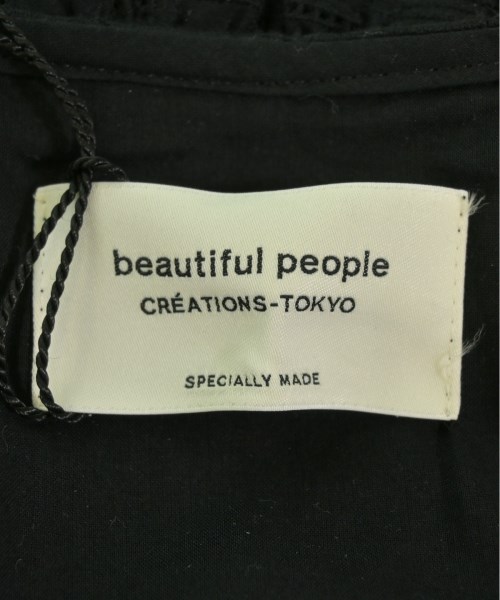 beautiful people
CRÉATIONS-TOKYO
SPECIALLY MADE